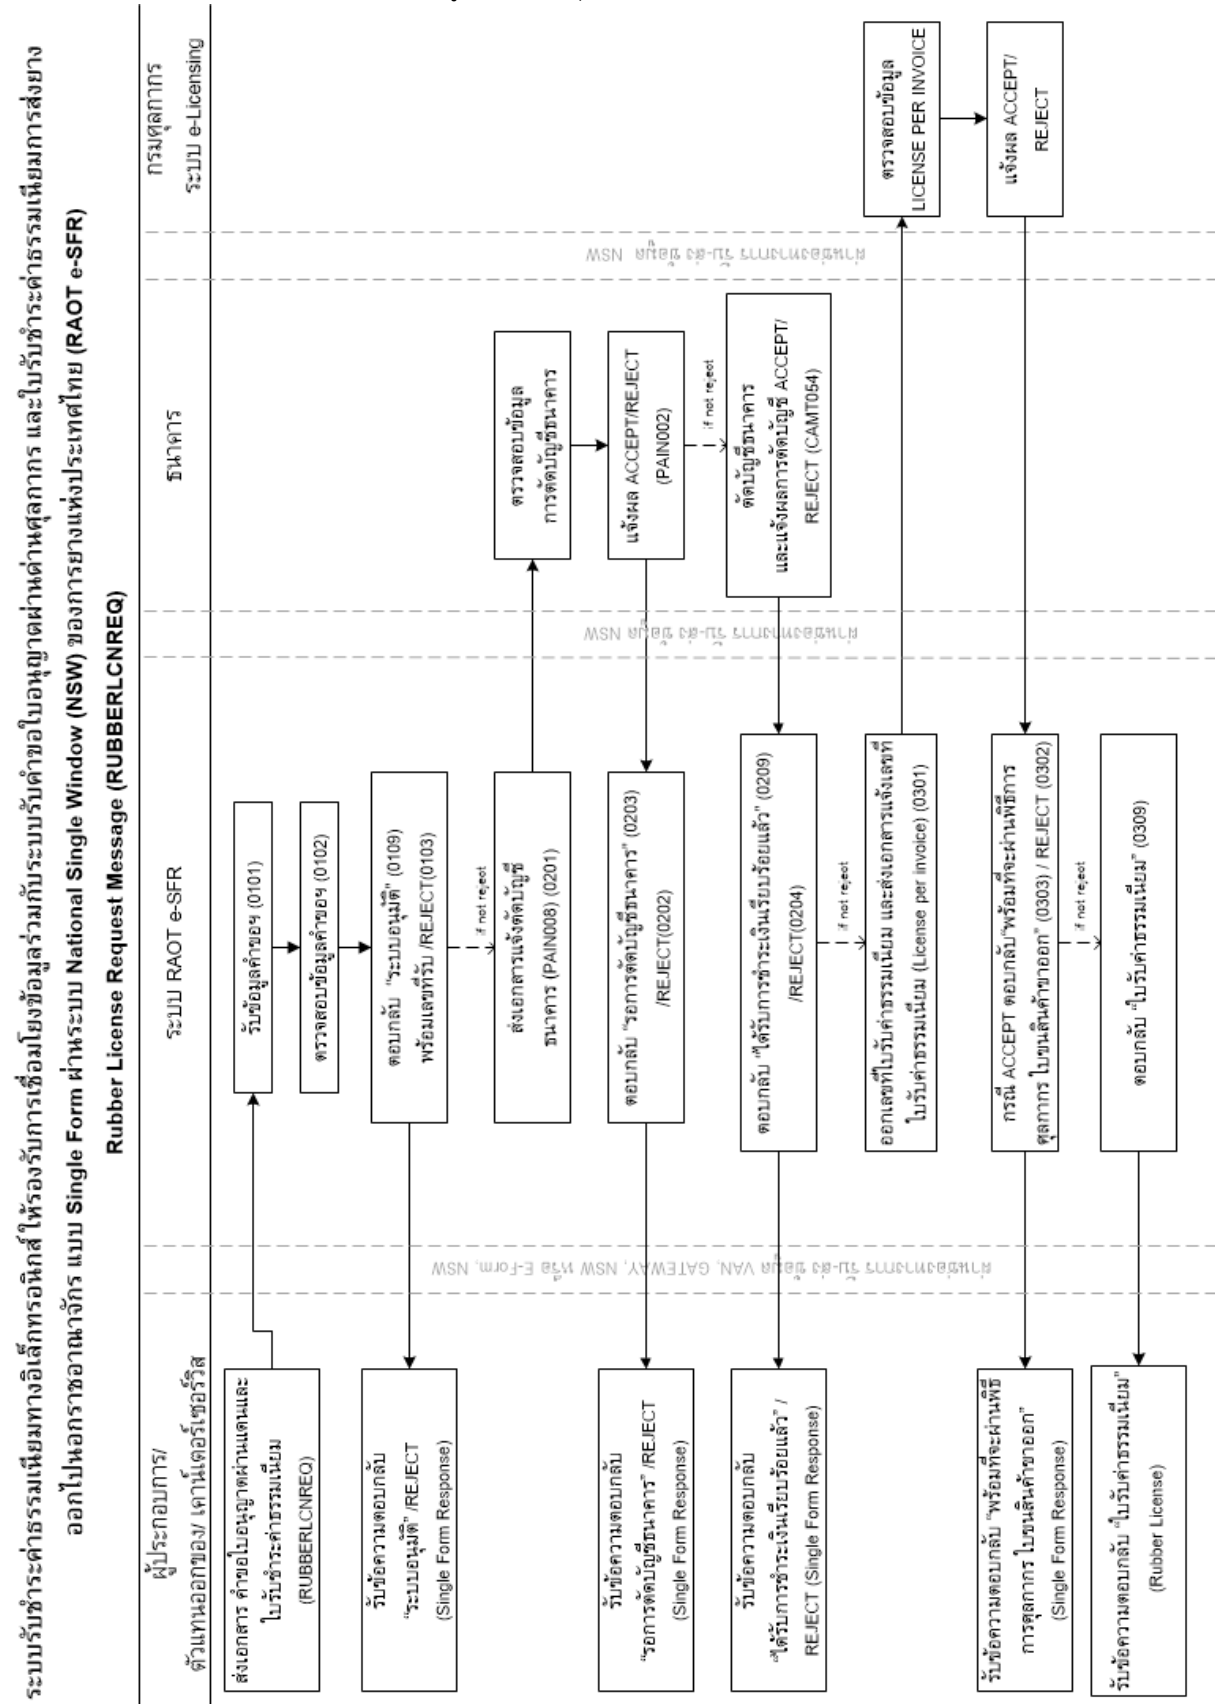 ระบบรับชำระค่าธรรมเนียมทางอิเล็กทรอนิกส์ ให้รองรับการเชื่อมโยงข้อมูลร่วมกับระบบรับคำขอใบอนุญาตผ่านด่านศุลกากร และใบรับชำระค่าธรรมเนียมการส่งยาง
ออกไปนอกราชอาณาจักร แบบ Single Form ผ่านระบบ National Single Window (NSW) ของการยางแห่งประเทศไทย (RAOT e-SFR)
Rubber License Request Message (RUBBERLCNREQ)
ผู้ประกอบการ/
ตัวแทนออกของ/ เคาน์เตอร์เซอร์วิส
ระบบ RAOT e-SFR
ธนาคาร
กรมศุลกากร
ระบบ e-Licensing
ส่งเอกสาร คำขอใบอนุญาตผ่านแดนและ
ใบรับชำระค่าธรรมเนียม
(RUBBERLCNREQ)
รับข้อมูลคำขอฯ (0101)
ตรวจสอบข้อมูลคำขอฯ (0102)
ตอบกลับ "ระบบอนุมัติ" (0109)
พร้อมเลขที่รับ /REJECT(0103)
รับข้อความตอบกลับ
"ระบบอนุมัติ" /REJECT
(Single Form Response)
if not reject
ส่งเอกสารแจ้งตัดบัญชี
ธนาคาร (PAIN008) (0201)
ตรวจสอบข้อมูล
การตัดบัญชีธนาคาร
แจ้งผล ACCEPT/REJECT
(PAIN002)
ตอบกลับ "รอการตัดบัญชีธนาคาร" (0203)
/REJECT(0202)
รับข้อความตอบกลับ
"รอการตัดบัญชีธนาคาร" /REJECT
(Single Form Response)
if not reject
ตัดบัญชีธนาคาร
และแจ้งผลการตัดบัญชี ACCEPT/
REJECT (CAMT054)
ตอบกลับ "ได้รับการชำระเงินเรียบร้อยแล้ว" (0209)
/REJECT(0204)
รับข้อความตอบกลับ
"ได้รับการชำระเงินเรียบร้อยแล้ว" /
REJECT (Single Form Response)
if not reject
ออกเลขที่ใบรับค่าธรรมเนียม และส่งเอกสารแจ้งเลขที่
ใบรับค่าธรรมเนียม (License per invoice) (0301)
ตรวจสอบข้อมูล
LICENSE PER INVOICE
แจ้งผล ACCEPT/
REJECT
กรณี ACCEPT ตอบกลับ"พร้อมที่จะผ่านพิธีการ
ศุลกากร ใบขนสินค้าขาออก" (0303) / REJECT (0302)
รับข้อความตอบกลับ "พร้อมที่จะผ่านพิธี
การศุลกากร ใบขนสินค้าขาออก"
(Single Form Response)
if not reject
ตอบกลับ "ใบรับค่าธรรมเนียม" (0309)
รับข้อความตอบกลับ "ใบรับค่าธรรมเนียม"
(Rubber License)
ผ่านช่องทางการ รับ-ส่ง ข้อมูล VAN, GATEWAY, NSW หรือ E-Form, NSW
ผ่านช่องทางการ รับ-ส่ง ข้อมูล NSW
ผ่านช่องทางการ รับ-ส่ง ข้อมูล NSW